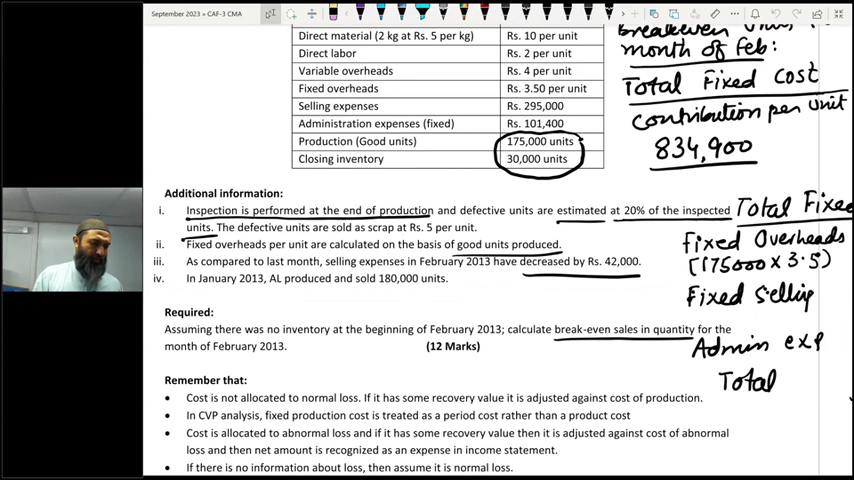 September 2023 » CAF-3 CMA
Direct material (2 kg at Rs. 5 per kg) Rs. 10 per unit
Direct labor Rs. 2 per unit
Variable overheads Rs. 4 per unit
Fixed overheads Rs. 3.50 per unit
Selling expenses Rs. 295,000
Administration expenses (fixed) Rs. 101,400
Production (Good units) 175,000 units
Closing inventory 30,000 units
Additional information:
i. Inspection is performed at the end of production and defective units are estimated at 20% of the inspected
units. The defective units are sold as scrap at Rs. 5 per unit.
ii. Fixed overheads per unit are calculated on the basis of good units produced.
iii. As compared to last month, selling expenses in February 2013 have decreased by Rs. 42,000.
iv. In January 2013, AL produced and sold 180,000 units.
Required:
Assuming there was no inventory at the beginning of February 2013; calculate break-even sales in quantity for the
month of February 2013. (12 Marks)
Remember that:
• Cost is not allocated to normal loss. If it has some recovery value it is adjusted against cost of production.
• In CVP analysis, fixed production cost is treated as a period cost rather than a product cost
• Cost is allocated to abnormal loss and if it has some recovery value then it is adjusted against cost of abnormal
loss and then net amount is recognized as an expense in income statement.
• If there is no information about loss, then assume it is normal loss.
Breakeven
month of Feb:
Total Fixed Cost
Contribution per unit
834,900
Total Fixed
Fixed Overheads
(175000 x 3.5)
Fixed Selling
Admin exp
Total